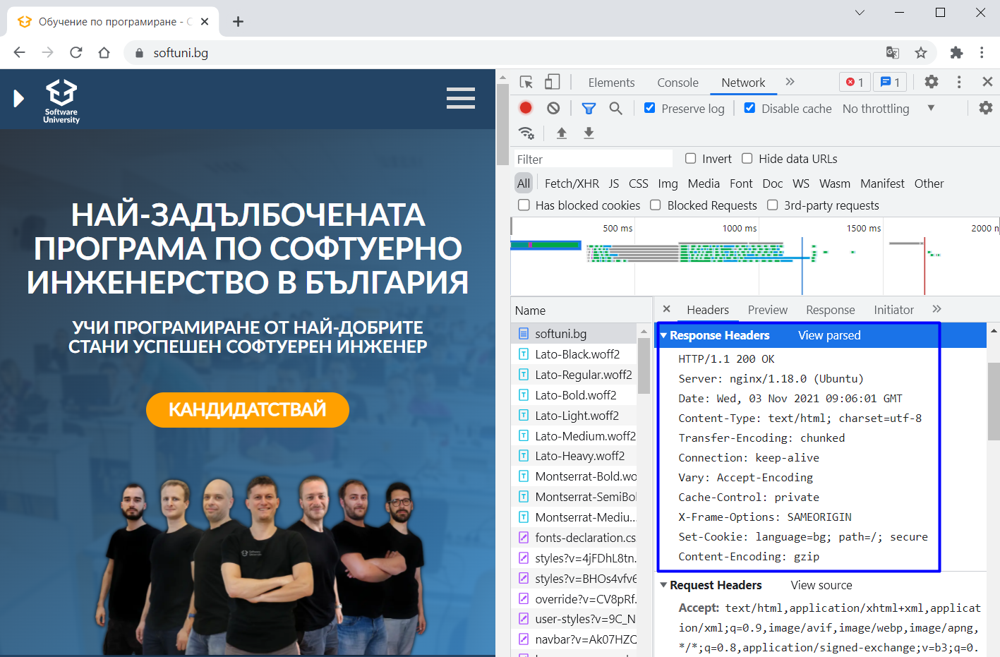 Обучение по програмиране - С
softuni.bg
Software
University
НАЙ-ЗАДЪЛБОЧЕНАТА
ПРОГРАМА ПО СОФТУЕРНО
ИНЖЕНЕРСТВО В БЪЛГАРИЯ
УЧИ ПРОГРАМИРАНЕ ОТ НАЙ-ДОБРИТЕ
СТАНИ УСПЕШЕН СОФТУЕРЕН ИНЖЕНЕР
КАНДИДАТСТВАЙ
Elements Console Network 1 1
Preserve log Disable cache No throttling
Filter Invert Hide data URLs
All Fetch/XHR JS CSS Img Media Font Doc WS Wasm Manifest Other
Has blocked cookies Blocked Requests 3rd-party requests
500 ms 1000 ms 1500 ms 2000 n
Name
softuni.bg
Lato-Black.woff2
Lato-Regular.woff2
Lato-Bold.woff2
Lato-Light.woff2
Lato-Medium.woff2
Lato-Heavy.woff2
Montserrat-Bold.wo
Montserrat-SemiBol
Montserrat-Mediu...
fonts-declaration.cs
styles?v=4jFDhL8tn.
styles?v=BHOs4vfv6
override?v=CV8pRf.
user-styles?v=9C_N
navbar?v=Ak07HZC
Headers Preview Response Initiator
Response Headers View parsed
HTTP/1.1 200 OK
Server: nginx/1.18.0 (Ubuntu)
Date: Wed, 03 Nov 2021 09:06:01 GMT
Content-Type: text/html; charset=utf-8
Transfer-Encoding: chunked
Connection: keep-alive
Vary: Accept-Encoding
Cache-Control: private
X-Frame-Options: SAMEORIGIN
Set-Cookie: language=bg; path=/; secure
Content-Encoding: gzip
Request Headers View source
Accept: text/html,application/xhtml+xml,applicat
ion/xml;q=0.9,image/avif,image/webp,image/apng,
*/*;q=0.8,application/signed-exchange;v=b3;q=0.